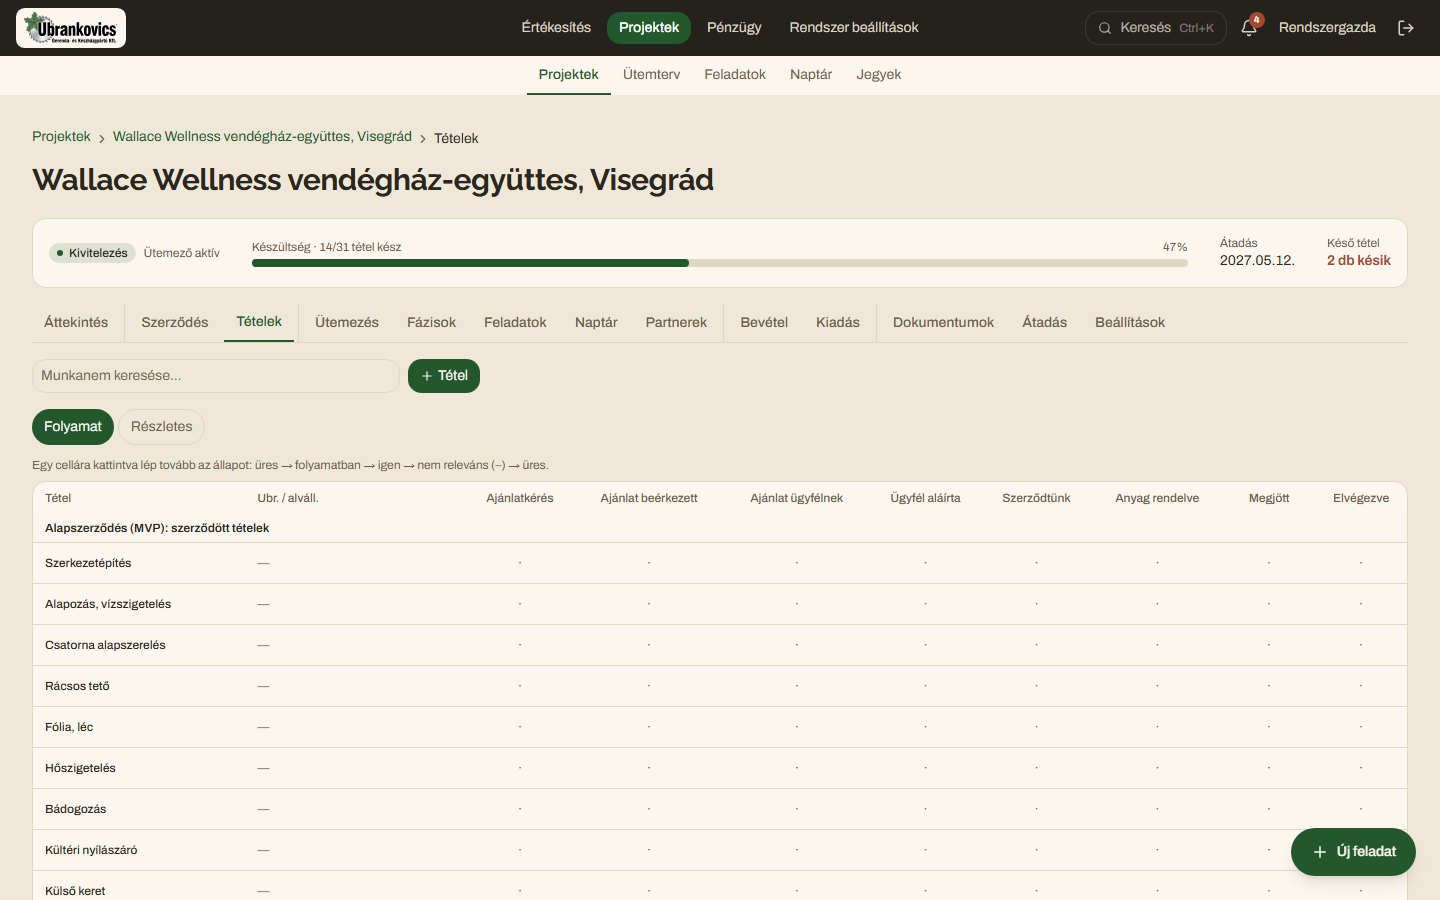 Ubrankovics
Gerenda- és Készházgyártó Kft.
Értékesítés Projektek Pénzügy Rendszer beállítások Keresés Ctrl+K 4 Rendszergazda
Projektek Ütemterv Feladatok Naptár Jegyek
Projektek > Wallace Wellness vendégház-együttes, Visegrád > Tételek
Wallace Wellness vendégház-együttes, Visegrád
Kivitelezés Ütemező aktív Készültség · 14/31 tétel kész 47% Átadás Késő tétel
2027.05.12. 2 db késik
Áttekintés Szerződés Tételek Ütemezés Fázisok Feladatok Naptár Partnerek Bevétel Kiadás Dokumentumok Átadás Beállítások
Munkanem keresése... + Tétel
Folyamat Részletes
Egy cellára kattintva lép tovább az állapot: üres → folyamatban → igen → nem releváns (–) → üres.
Tétel Ubr. / alváll. Ajánlatkérés Ajánlat beérkezett Ajánlat ügyfélnek Ügyfél aláírta Szerződtünk Anyag rendelve Megjött Elvégezve
Alapszerződés (MVP): szerződött tételek
Szerkezetépítés — · · · · · · · ·
Alapozás, vízszigetelés — · · · · · · · ·
Csatorna alapszerelés — · · · · · · · ·
Rácsos tető — · · · · · · · ·
Fólia, léc — · · · · · · · ·
Hőszigetelés — · · · · · · · ·
Bádogozás — · · · · · · · ·
Kültéri nyílászáró — · · · · · · ·
+ Új feladat
Külső keret — · · · · · · · ·